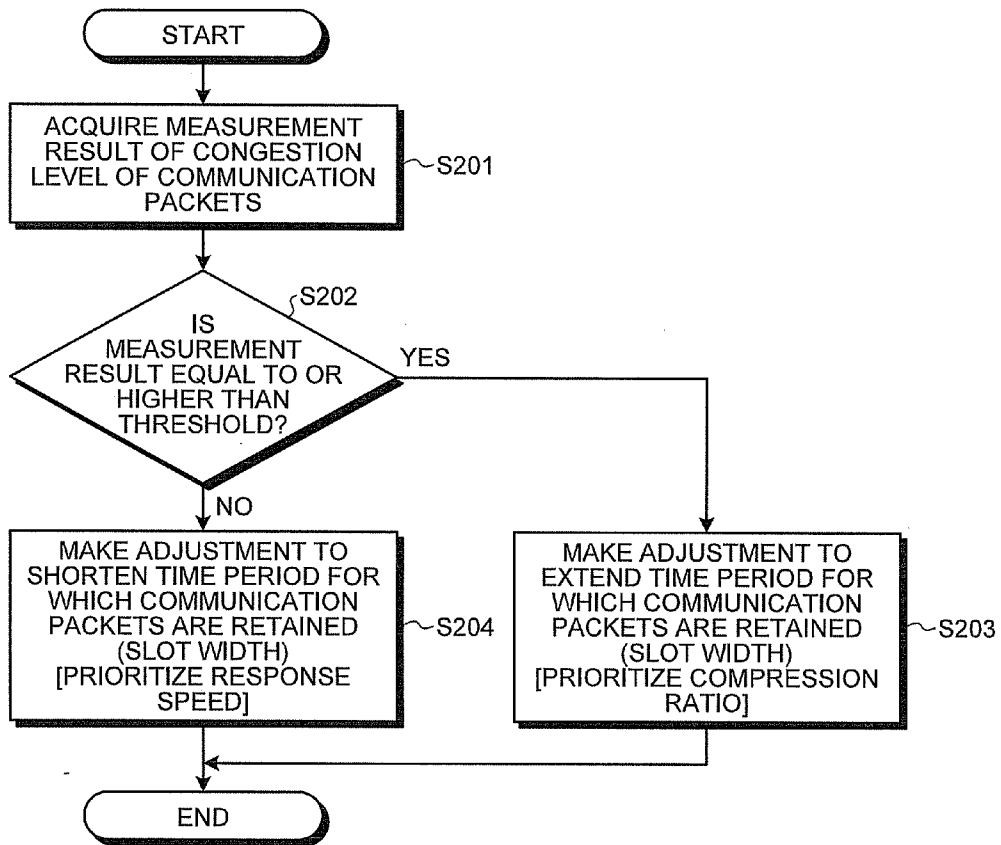 START
ACQUIRE MEASUREMENT
RESULT OF CONGESTION
LEVEL OF COMMUNICATION
PACKETS
S201
S202
IS
MEASUREMENT
RESULT EQUAL TO OR
HIGHER THAN
THRESHOLD?
YES
NO
MAKE ADJUSTMENT TO
SHORTEN TIME PERIOD FOR
WHICH COMMUNICATION
PACKETS ARE RETAINED
(SLOT WIDTH)
[PRIORITIZE RESPONSE
SPEED]
S204
MAKE ADJUSTMENT TO
EXTEND TIME PERIOD FOR
WHICH COMMUNICATION
PACKETS ARE RETAINED
(SLOT WIDTH)
[PRIORITIZE COMPRESSION
RATIO]
S203
END